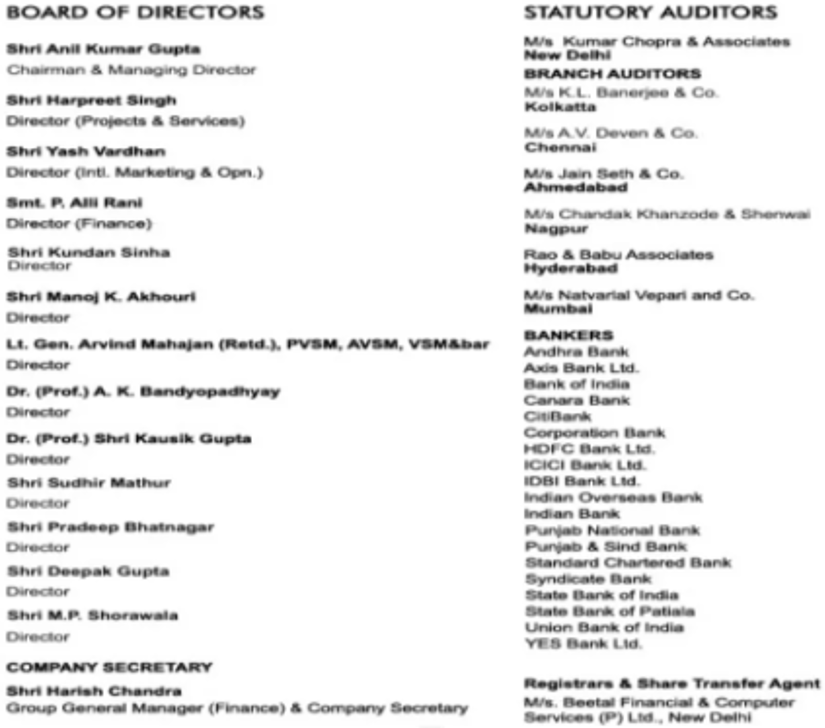 BOARD OF DIRECTORS
Shri Anil Kumar Gupta
Chairman & Managing Director
Shri Harpreet Singh
Director (Projects & Services)
Shri Yash Vardhan
Director (Intl. Marketing & Opn.)
Smt. P. Alli Rani
Director (Finance)
Shri Kundan Sinha
Director
Shri Manoj K. Akhouri
Director
Lt. Gen. Arvind Mahajan (Retd.), PVSM, AVSM, VSM&bar
Director
Dr. (Prof.) A. K. Bandyopadhyay
Director
Dr. (Prof.) Shri Kausik Gupta
Director
Shri Sudhir Mathur
Director
Shri Pradeep Bhatnagar
Director
Shri Deepak Gupta
Director
Shri M.P. Shorawala
Director
COMPANY SECRETARY
Shri Harish Chandra
Group General Manager (Finance) & Company Secretary
STATUTORY AUDITORS
M/s Kumar Chopra & Associates
New Delhi
BRANCH AUDITORS
M/s K.L. Banerjee & Co.
Kolkatta
M/s A.V. Deven & Co.
Chennai
M/s Jain Seth & Co.
Ahmedabad
M/s Chandak Khanzode & Shenwai
Nagpur
Rao & Babu Associates
Hyderabad
M/s Natvarlal Vepari and Co.
Mumbai
BANKERS
Andhra Bank
Axis Bank Ltd.
Bank of India
Canara Bank
CitiBank
Corporation Bank
HDFC Bank Ltd.
ICICI Bank Ltd.
IDBI Bank Ltd.
Indian Overseas Bank
Indian Bank
Punjab National Bank
Punjab & Sind Bank
Standard Chartered Bank
Syndicate Bank
State Bank of India
State Bank of Patiala
Union Bank of India
YES Bank Ltd.
Registrars & Share Transfer Agent
M/s. Beetal Financial & Computer
Services (P) Ltd., New Delhi